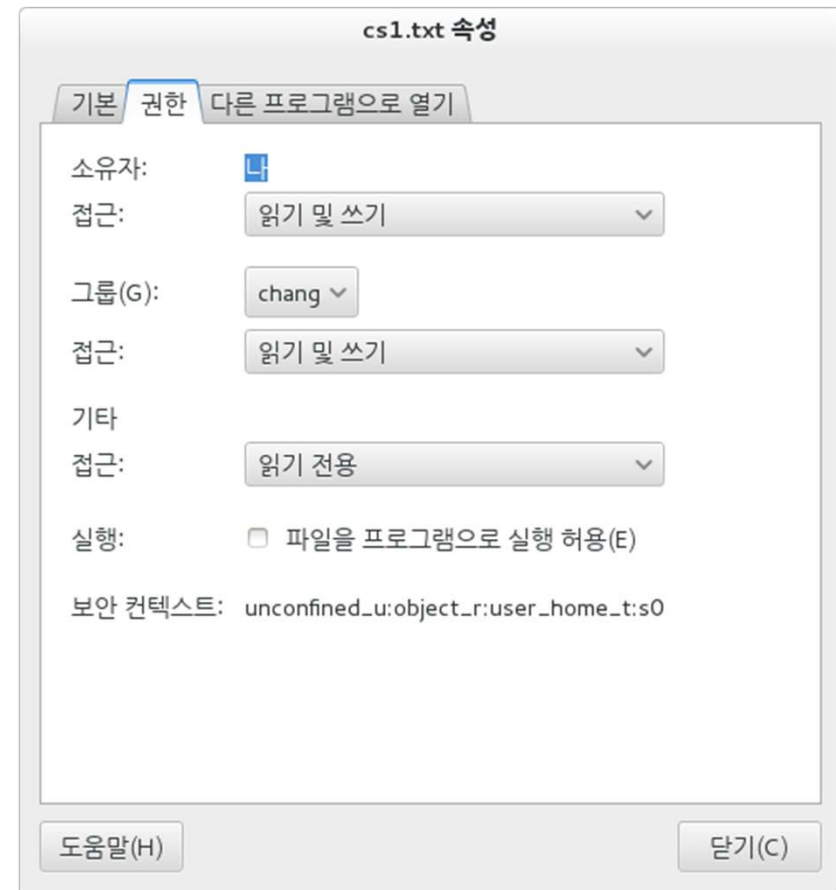 cs1.txt 속성
기본 권한 다른 프로그램으로 열기
소유자: 나
접근: 읽기 및 쓰기
그룹(G): chang
접근: 읽기 및 쓰기
기타
접근: 읽기 전용
실행: 파일을 프로그램으로 실행 허용(E)
보안 컨텍스트: unconfined_u:object_r:user_home_t:s0
도움말(H) 닫기(C)